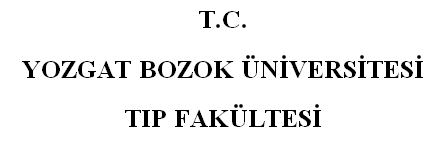 T.C.
YOZGAT BOZOK ÜNİVERSİTESİ
TIP FAKÜLTESİ